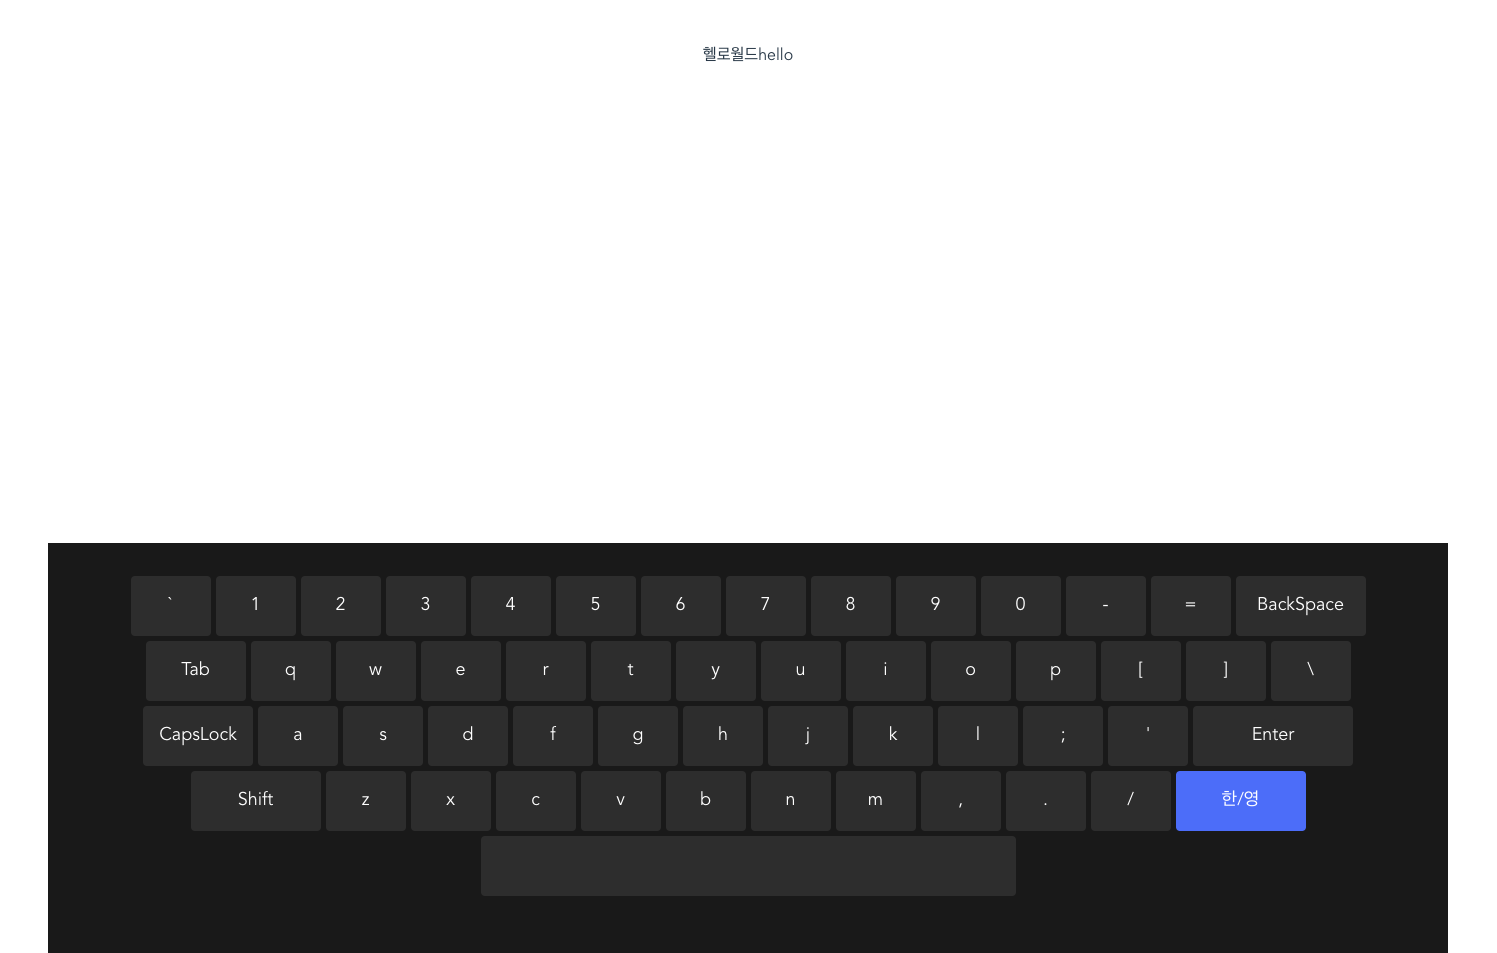 헬로월드hello
` 1 2 3 4 5 6 7 8 9 0 - = BackSpace
Tab q w e r t y u i o p [ ] \
CapsLock a s d f g h j k l ; ' Enter
Shift z x c v b n m , . / 한/영